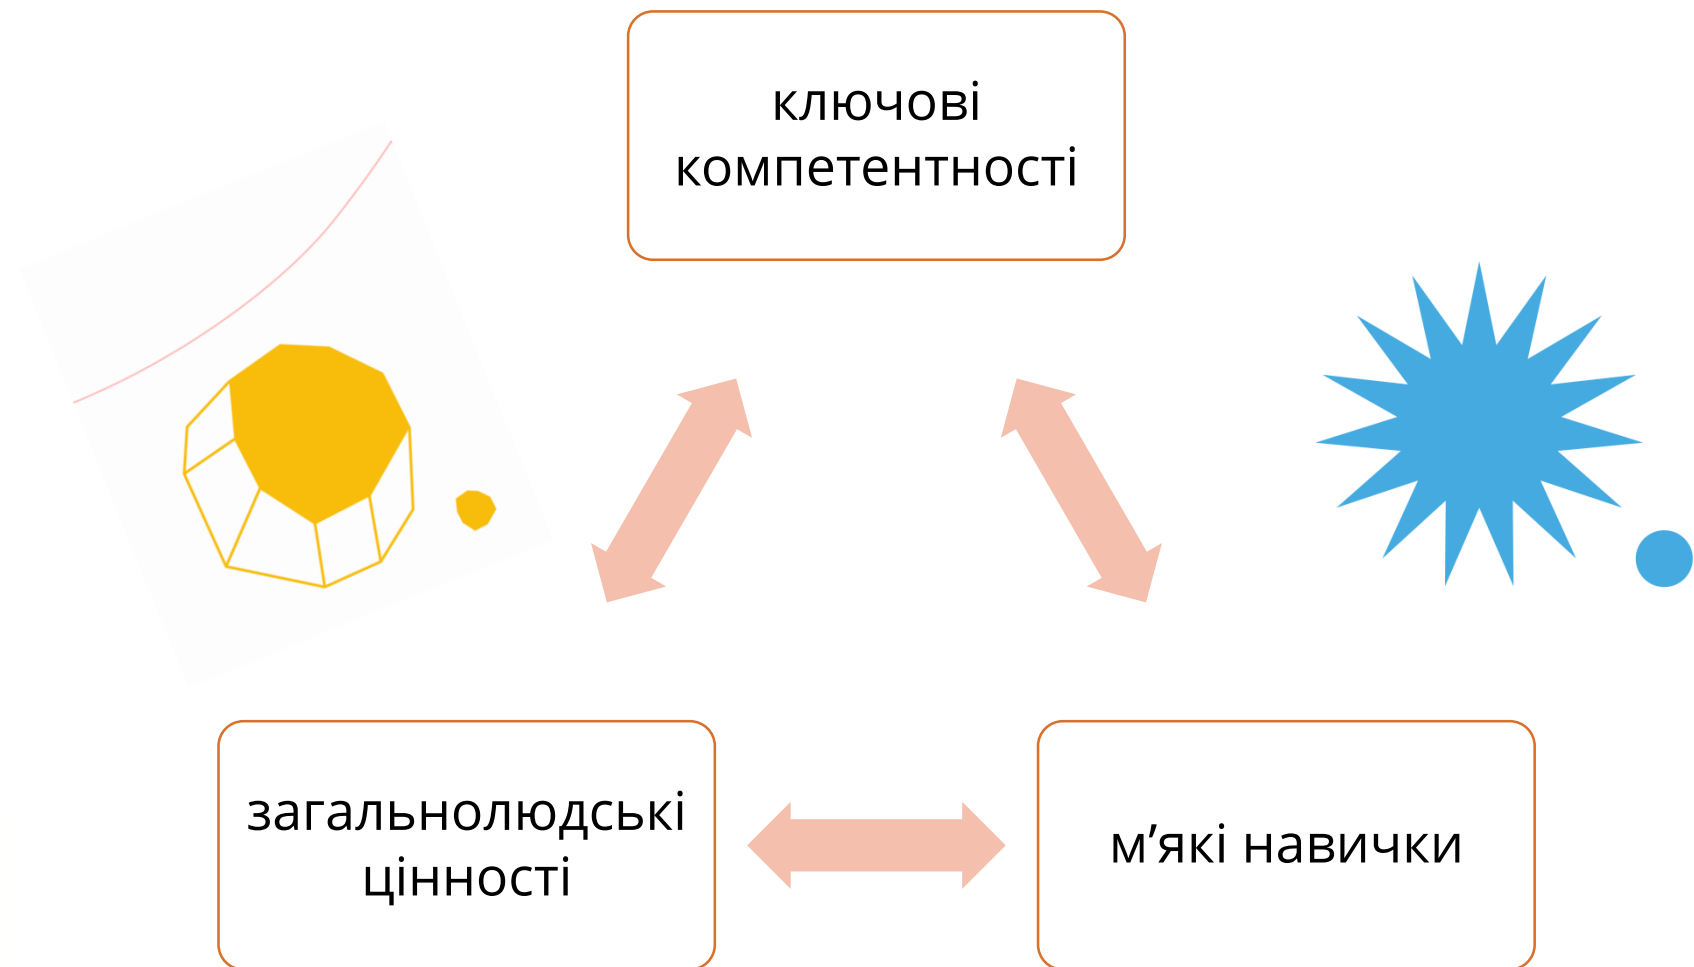 ключові
компетентності
загальнолюдські
цінності
м’які навички